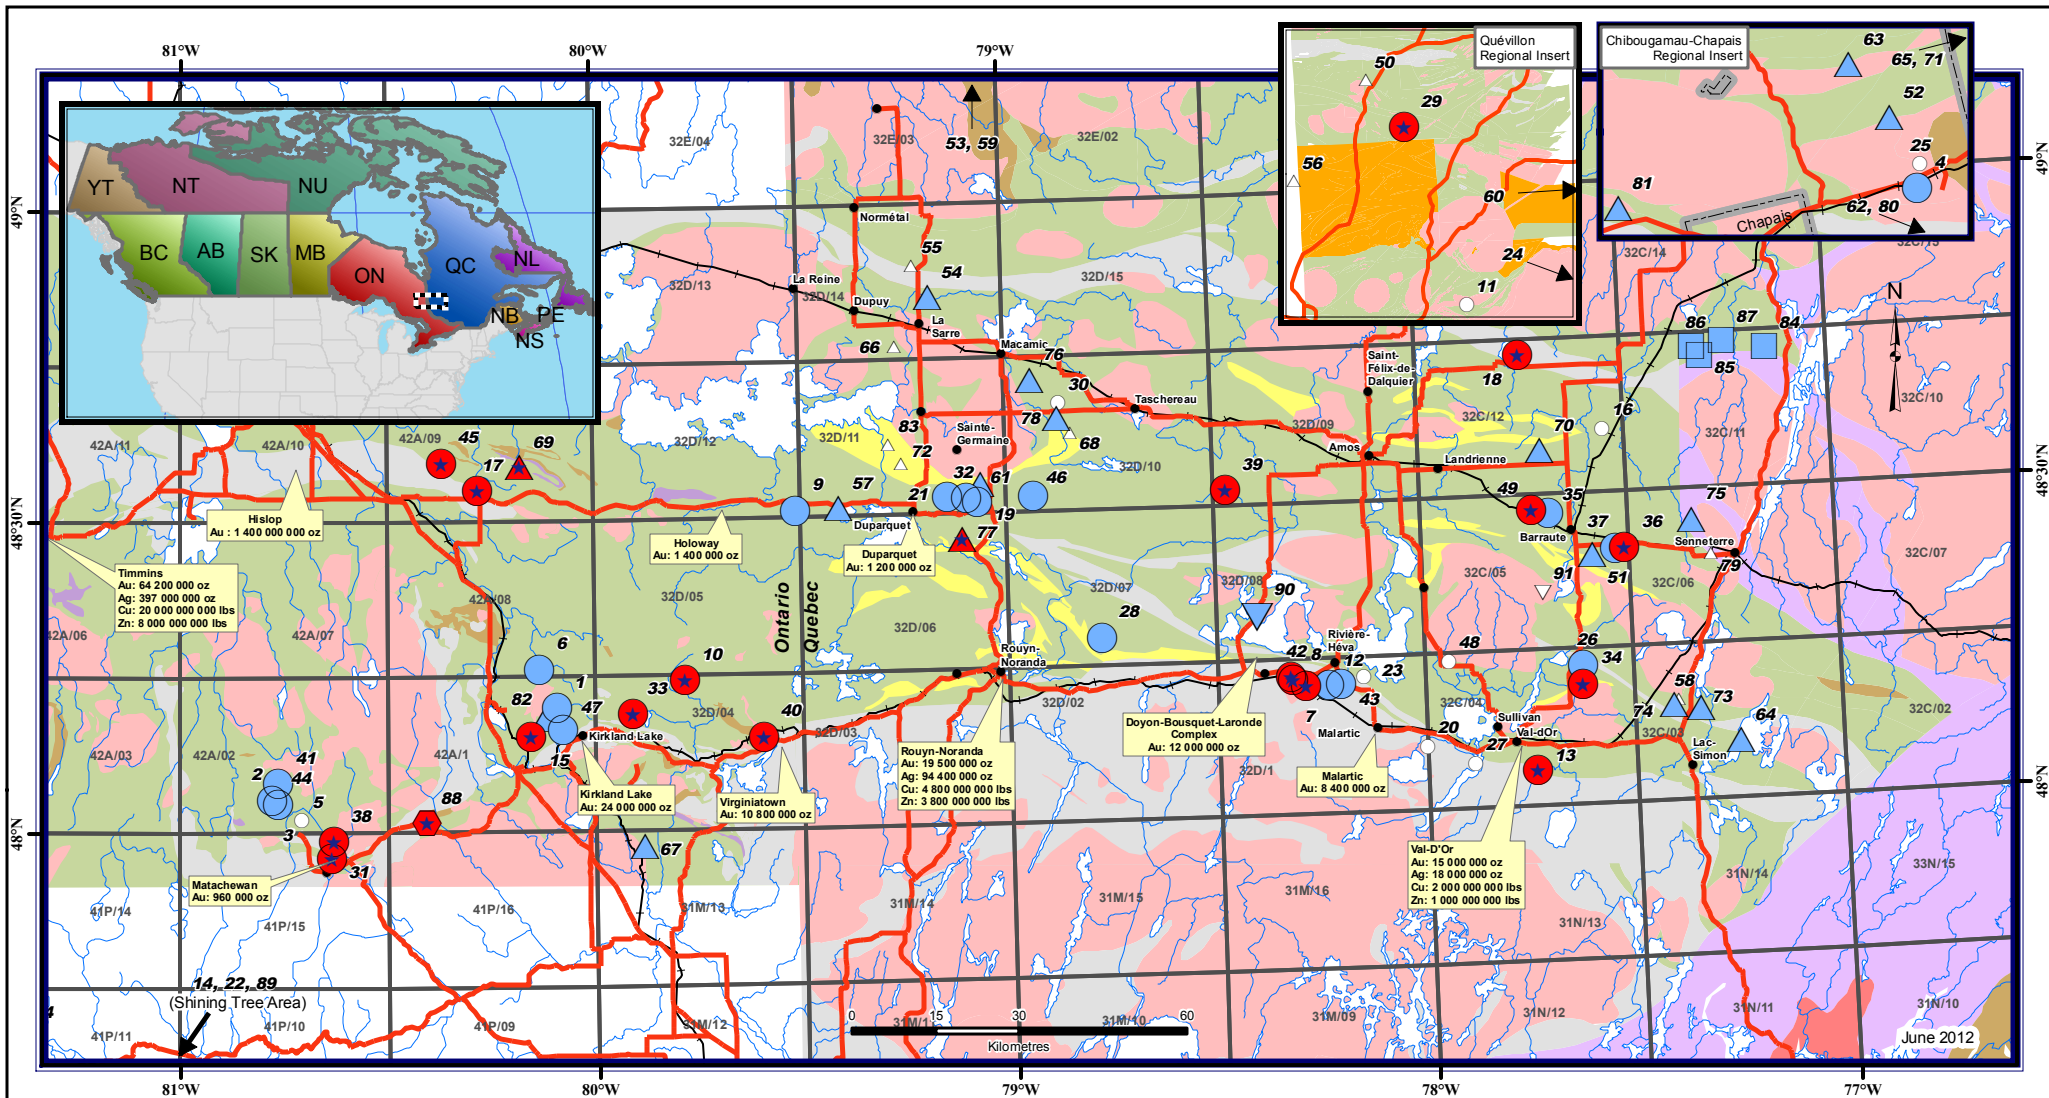 81°W
80°W
79°W
49°N
48°30'N
48°N
49°N
48°30'N
48°N
81°W
80°W
79°W
78°W
77°W
YT
NT
NU
BC
AB
SK
MB
ON
QC
NL
NB
PE
NS
Quévillon
Regional Insert
50
29
56
60
24
11
Chibougamau-Chapais
Regional Insert
63
65, 71
52
25
4
81
62, 80
Chapais
32E/04
32E/03
32E/02
53, 59
Normétal
55
54
32D/15
32D/13
32D/14
La Reine
Dupuy
La
Sarre
66
Macamic
76
30
Taschereau
78
68
83
72
Sainte-
Germaine
32D/12
32D/11
32D/10
32D/09
Saint-
Félix-de-
Dalquier
18
32C/12
32C/14
32C/15
86
87
84
85
N
32C/10
32C/11
16
70
Amos
Landrienne
39
42A/11
42A/10
42A/09
45
17
69
9
57
21
32
61
46
19
77
Duparquet
49
35
37
36
75
Barraute
Senneterre
79
51
91
32C/07
32C/06
32C/05
Hislop
Au : 1 400 000 000 oz
Holoway
Au: 1 400 000 oz
Duparquet
Au: 1 200 000 oz
Timmins
Au: 64 200 000 oz
Ag: 397 000 000 oz
Cu: 20 000 000 000 lbs
Zn: 8 000 000 000 lbs
42A/06
42A/07
42A/08
32D/05
Ontario
Quebec
32D/06
32D/07
32D/08
28
90
6
1
10
33
82
47
40
15
Kirkland Lake
32D/04
32D/03
32D/02
Rouyn-
Noranda
Rivière-
Héva
42
8
12
23
43
7
48
26
34
58
73
74
64
Malartic
20
27
Sullivan
Val-dOr
13
32C/04
32C/03
32C/02
Lac-
Simon
42A/03
42A/02
42A/1
41
2
44
5
3
38
31
88
67
Kirkland Lake
Au: 24 000 000 oz
Virginiatown
Au: 10 800 000 oz
Rouyn-Noranda
Au: 19 500 000 oz
Ag: 94 400 000 oz
Cu: 4 800 000 000 lbs
Zn: 3 800 000 000 lbs
Doyon-Bousquet-Laronde
Complex
Au: 12 000 000 oz
32D/1
Malartic
Au: 8 400 000 oz
Val-D'Or
Au: 15 000 000 oz
Ag: 18 000 000 oz
Cu: 2 000 000 000 lbs
Zn: 1 000 000 000 lbs
Matachewan
Au: 960 000 oz
41P/14
41P/15
41P/16
31M/13
31M/14
31M/15
31M/16
31N/13
31N/14
33N/15
14, 22, 89
(Shining Tree Area)
41P/11
41P/10
41P/09
31M/12
31M/10
31M/09
31N/12
31N/11
31N/10
0
15
30
60
Kilometres
June 2012